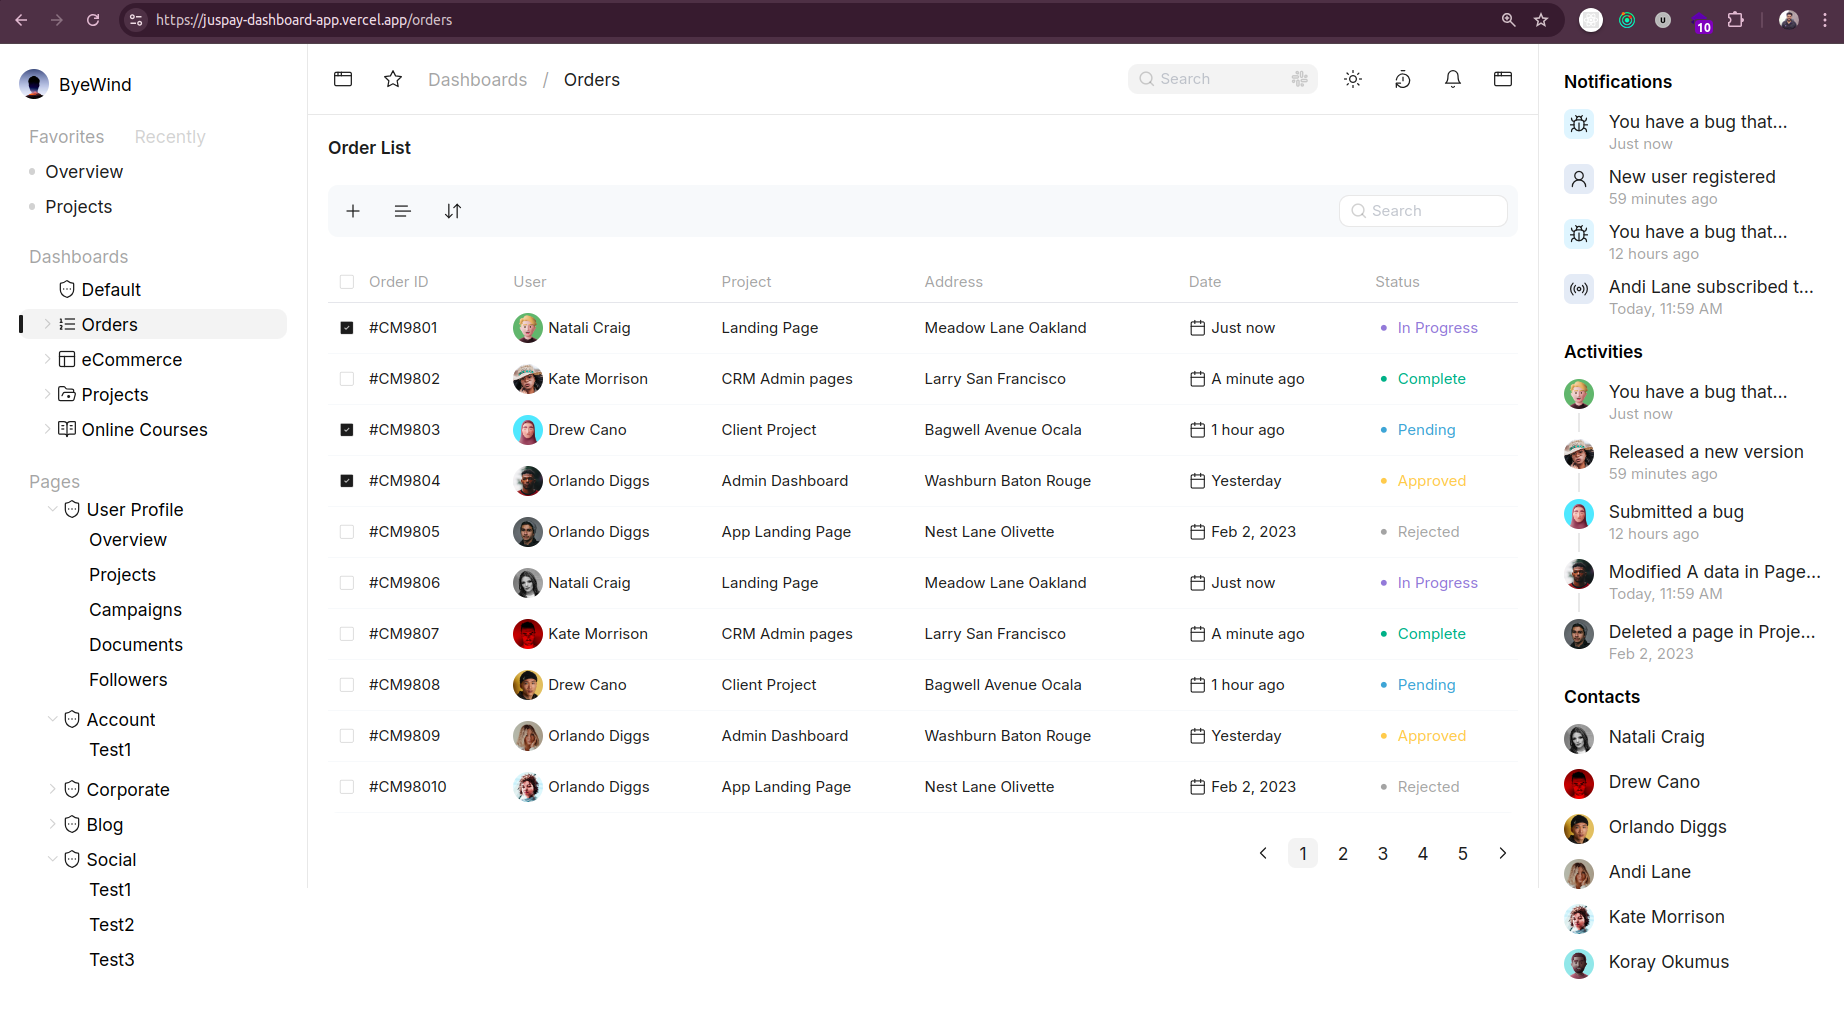 https://juspay-dashboard-app.vercel.app/orders
u
10
ByeWind
Favorites Recently
Overview
Projects
Dashboards
Default
Orders
eCommerce
Projects
Online Courses
Pages
User Profile
Overview
Projects
Campaigns
Documents
Followers
Account
Test1
Corporate
Blog
Social
Test1
Test2
Test3
Dashboards / Orders
Search
Order List
Search
Order ID User Project Address Date Status
#CM9801 Natali Craig Landing Page Meadow Lane Oakland Just now In Progress
#CM9802 Kate Morrison CRM Admin pages Larry San Francisco A minute ago Complete
#CM9803 Drew Cano Client Project Bagwell Avenue Ocala 1 hour ago Pending
#CM9804 Orlando Diggs Admin Dashboard Washburn Baton Rouge Yesterday Approved
#CM9805 Orlando Diggs App Landing Page Nest Lane Olivette Feb 2, 2023 Rejected
#CM9806 Natali Craig Landing Page Meadow Lane Oakland Just now In Progress
#CM9807 Kate Morrison CRM Admin pages Larry San Francisco A minute ago Complete
#CM9808 Drew Cano Client Project Bagwell Avenue Ocala 1 hour ago Pending
#CM9809 Orlando Diggs Admin Dashboard Washburn Baton Rouge Yesterday Approved
#CM98010 Orlando Diggs App Landing Page Nest Lane Olivette Feb 2, 2023 Rejected
1 2 3 4 5
Notifications
You have a bug that...
Just now
New user registered
59 minutes ago
You have a bug that...
12 hours ago
Andi Lane subscribed t...
Today, 11:59 AM
Activities
You have a bug that...
Just now
Released a new version
59 minutes ago
Submitted a bug
12 hours ago
Modified A data in Page...
Today, 11:59 AM
Deleted a page in Proje...
Feb 2, 2023
Contacts
Natali Craig
Drew Cano
Orlando Diggs
Andi Lane
Kate Morrison
Koray Okumus